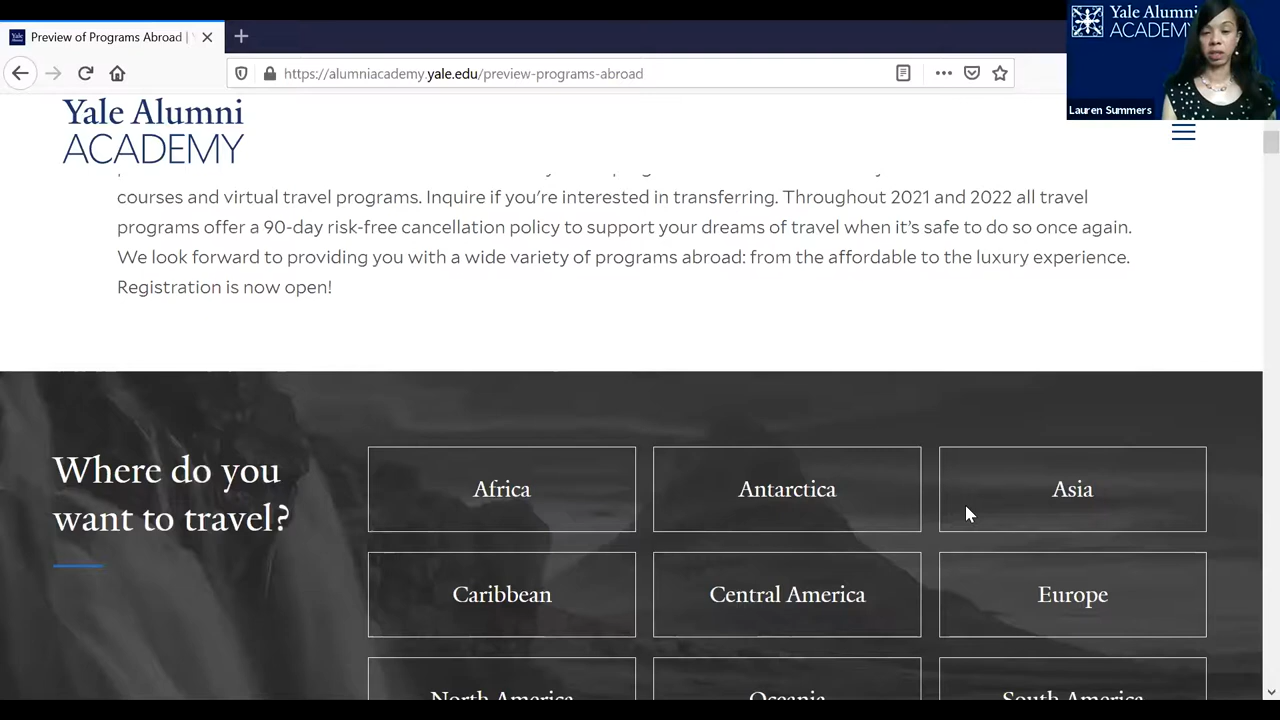 Preview of Programs Abroad |
https://alumniacademy.yale.edu/preview-programs-abroad
Yale Alumni
ACADEMY
Lauren Summers
Yale Alumni
ACADEMY
courses and virtual travel programs. Inquire if you're interested in transferring. Throughout 2021 and 2022 all travel
programs offer a 90-day risk-free cancellation policy to support your dreams of travel when it's safe to do so once again.
We look forward to providing you with a wide variety of programs abroad: from the affordable to the luxury experience.
Registration is now open!
Where do you
want to travel?
Africa
Antarctica
Asia
Caribbean
Central America
Europe
North America
Oceania
South America